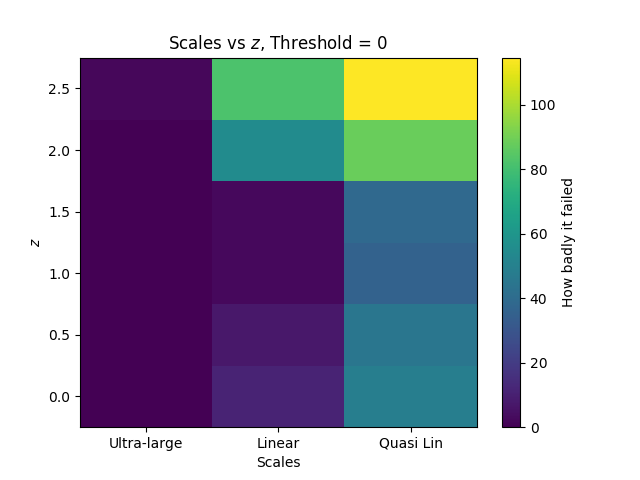 Scales vs z, Threshold = 0
2.5
2.0
1.5
1.0
0.5
0.0
z
Ultra-large
Linear
Quasi Lin
Scales
100
80
60
40
20
0
How badly it failed